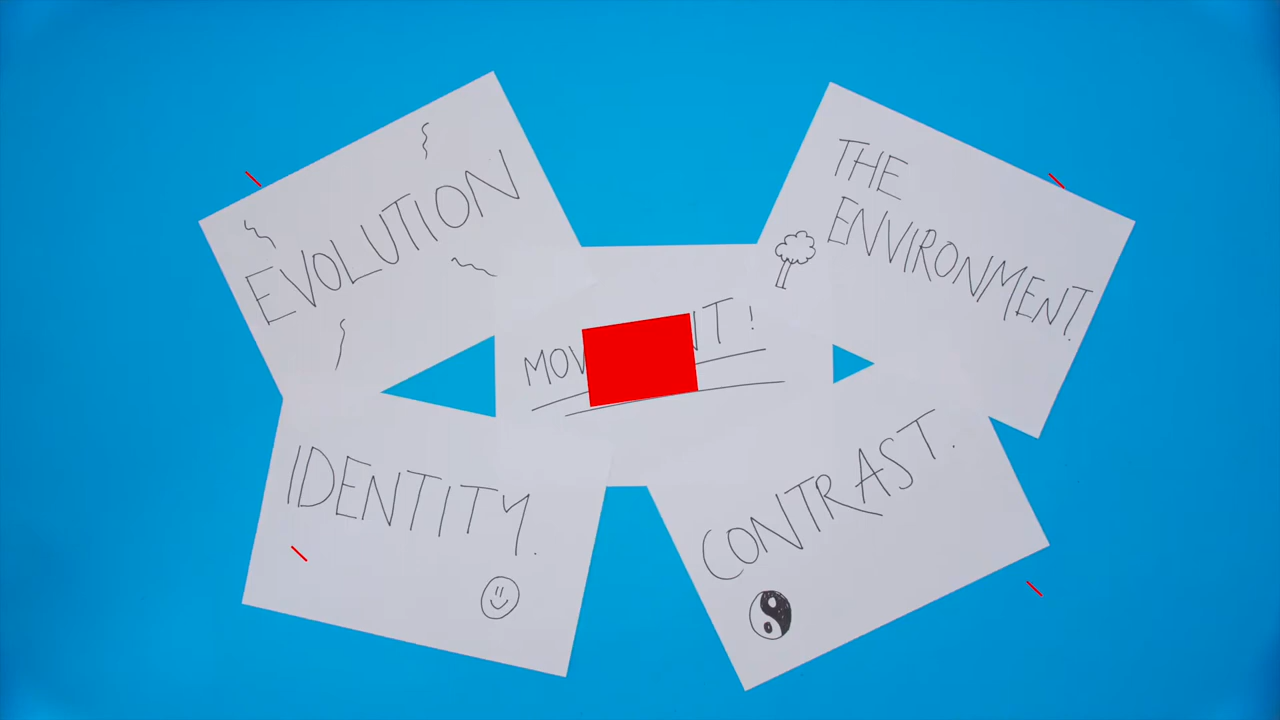 EVOLUTION
THE
ENVIRONMENT.
IDENTITY.
CONTRAST.